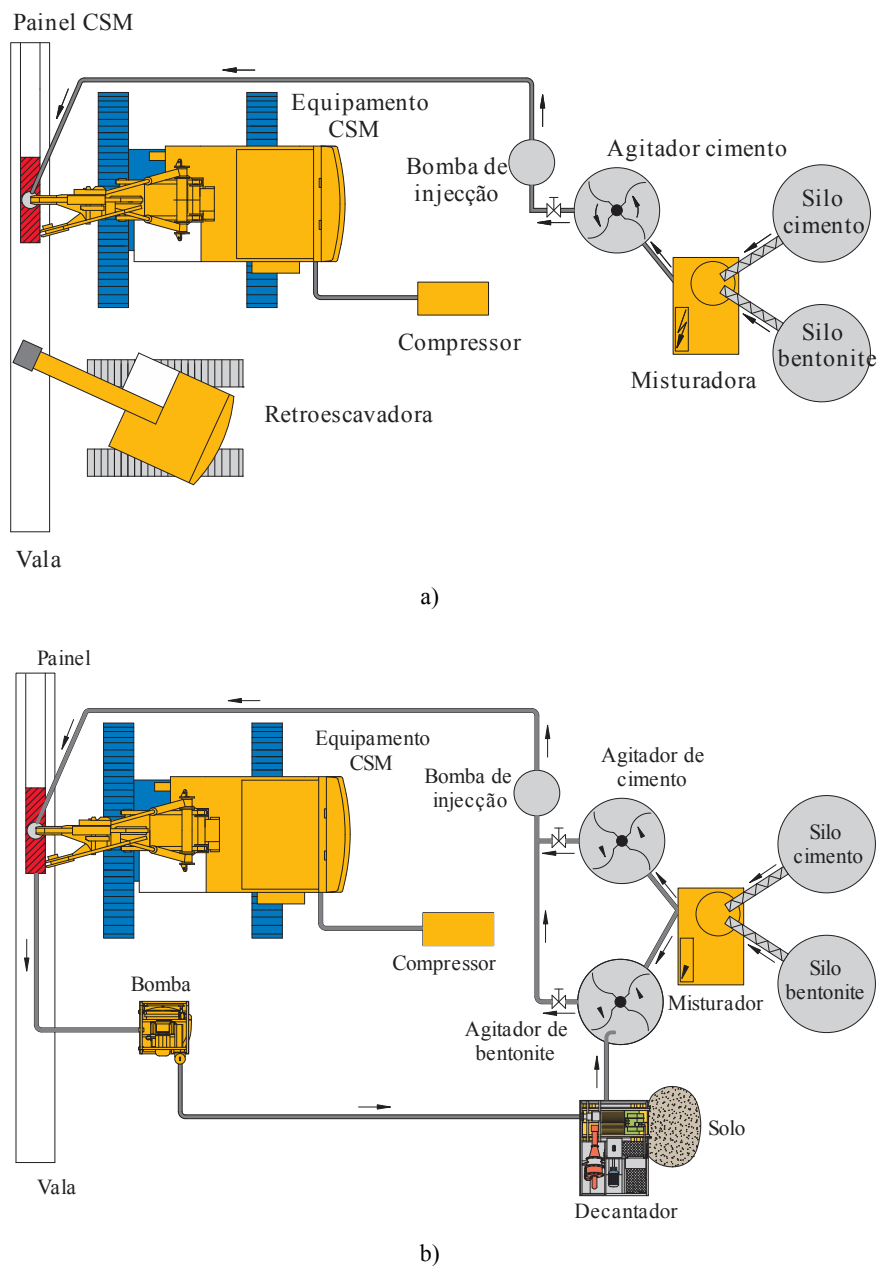 Painel CSM
Equipamento
CSM
Bomba de
injecção
Agitador cimento
Silo
cimento
Silo
bentonite
Misturadora
Compressor
Retroescavadora
Vala
a)
Painel
Equipamento
CSM
Bomba de
injecção
Agitador de
cimento
Silo
cimento
Silo
bentonite
Misturador
Compressor
Bomba
Agitador de
bentonite
Solo
Vala
Decantador
b)